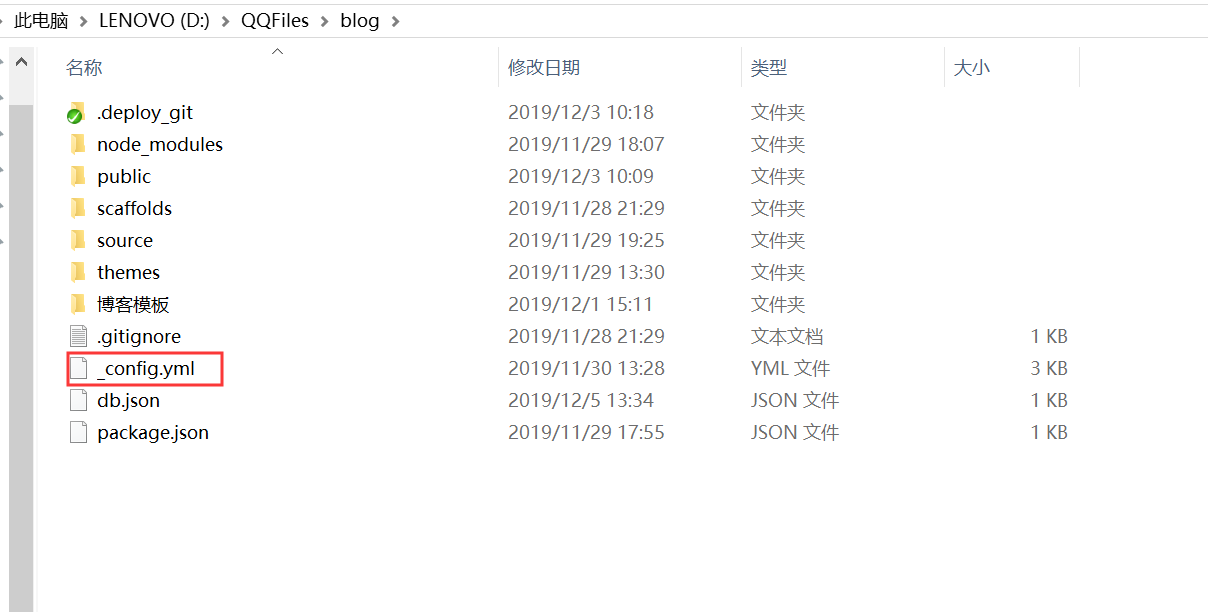 此电脑 > LENOVO (D:) > QQFiles > blog >
名称 修改日期 类型 大小
.deploy_git 2019/12/3 10:18 文件夹
node_modules 2019/11/29 18:07 文件夹
public 2019/12/3 10:09 文件夹
scaffolds 2019/11/28 21:29 文件夹
source 2019/11/29 19:25 文件夹
themes 2019/11/29 13:30 文件夹
博客模板 2019/12/1 15:11 文件夹
.gitignore 2019/11/28 21:29 文本文档 1 KB
_config.yml 2019/11/30 13:28 YML 文件 3 KB
db.json 2019/12/5 13:34 JSON 文件 1 KB
package.json 2019/11/29 17:55 JSON 文件 1 KB